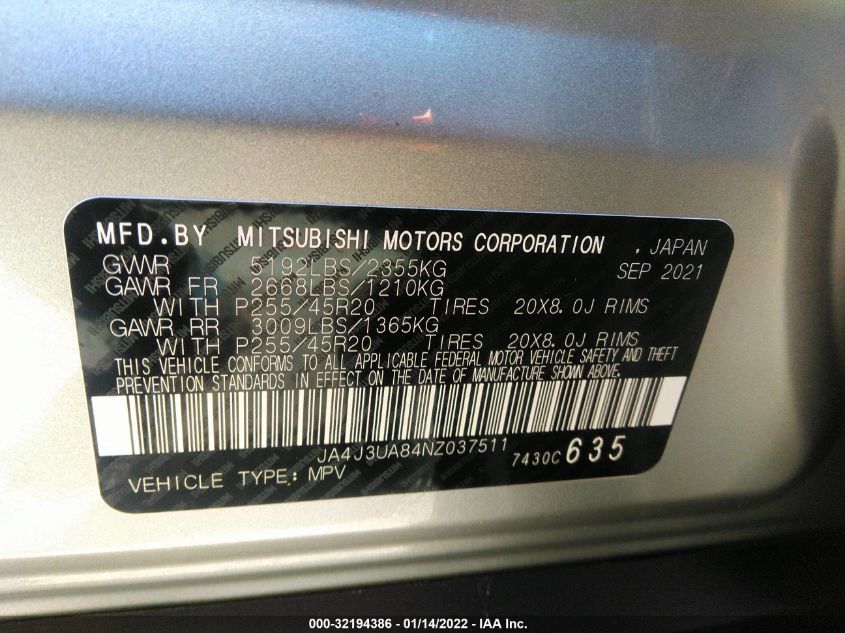 MFD.BY MITSUBISHI MOTORS CORPORATION . JAPAN
GVWR 5192LBS/2355KG SEP 2021
GAWR FR 2668LBS/1210KG
WITH P255/45R20 TIRES 20X8.0J RIMS
GAWR RR 3009LBS/1365KG
WITH P255/45R20 TIRES 20X8.0J RIMS
THIS VEHICLE CONFORMS TO ALL APPLICABLE FEDERAL MOTOR VEHICLE SAFETY AND THEFT
PREVENTION STANDARDS IN EFFECT ON THE DATE OF MANUFACTURE SHOWN ABOVE.
JA4J3UA84NZ037511 7430C 635
VEHICLE TYPE: MPV
000-32194386 - 01/14/2022 - IAA Inc.